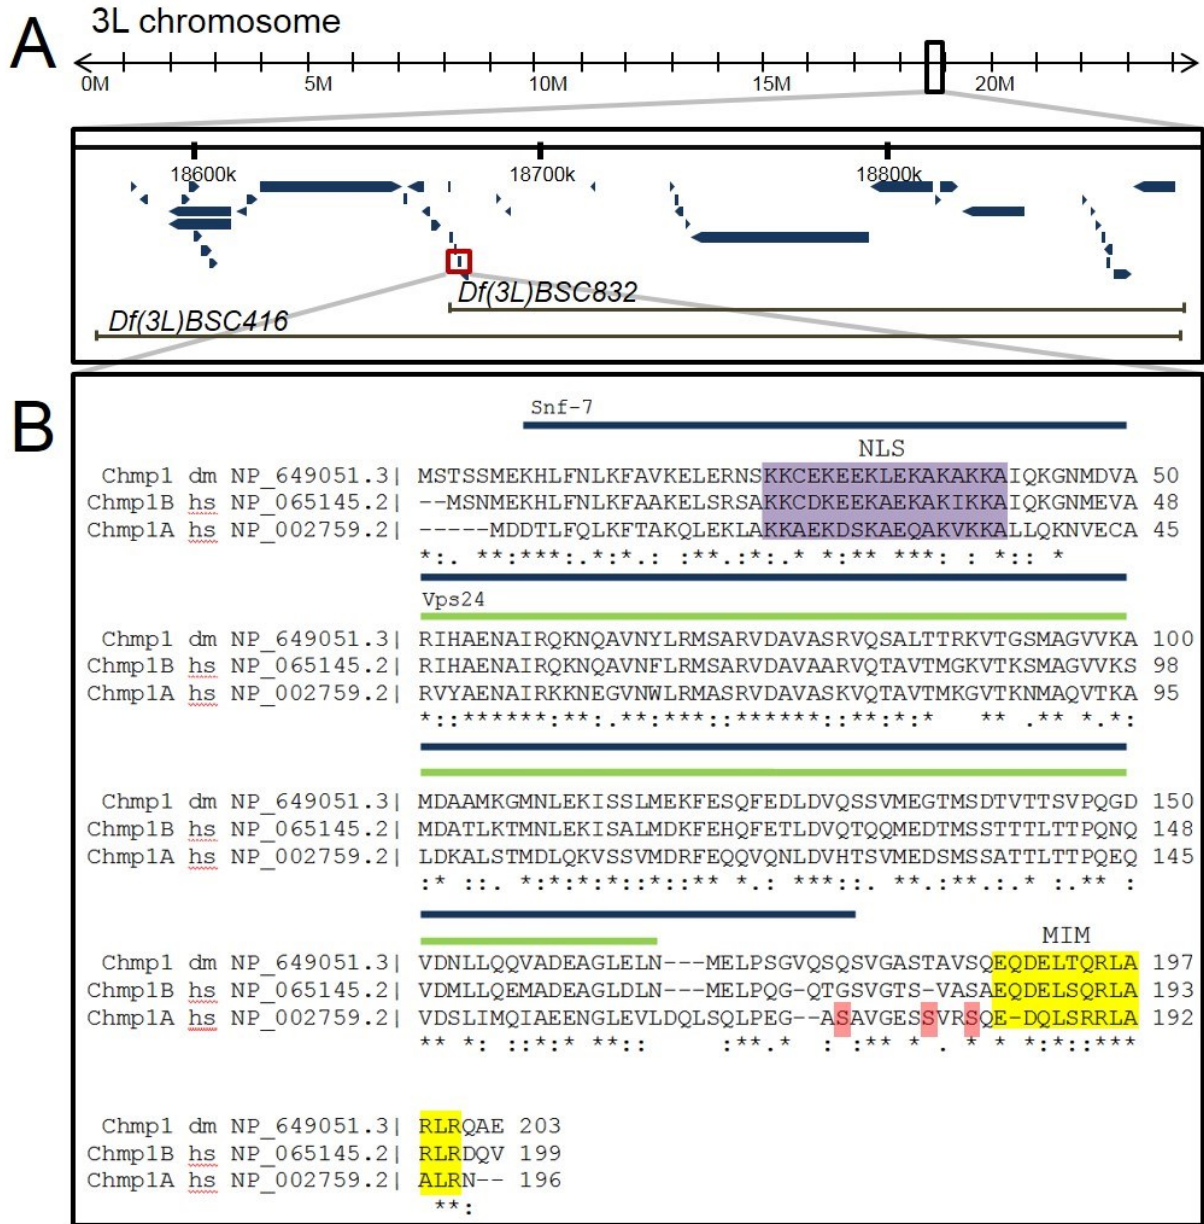 A
3L chromosome
0M 5M 10M 15M 20M
18600k 18700k 18800k
Df(3L)BSC832
Df(3L)BSC416
B
Snf-7
NLS
Chmp1 dm NP_649051.3| MSTSSMEKHLFNLKFAVKELERNSKKCEKEEKLEKAKAKKAIQKGNMDVA 50
Chmp1B hs NP_065145.2| --MSNMEKHLFNLKFAAKELSRSAKKCDKEEKAEKAKIKKAIQKGNMEVA 48
Chmp1A hs NP_002759.2| -----MDDTLFQLKFTAKQLEKLAKKAEKDSKAEQAKVKKALLQKNVECA 45
*:. **:***:.*:*.: :**.:.* *:.* **:* ***: : *:: *
Vps24
Chmp1 dm NP_649051.3| RIHAENAIRQKNQAVNYLRMSARVDAVASRVQSALTTRKVTGSMAGVVKA 100
Chmp1B hs NP_065145.2| RIHAENAIRQKNQAVNFLRMSARVDAVAARVQTAVTMGKVTKSMAGVVKS 98
Chmp1A hs NP_002759.2| RVYAENAIRKKNEGVNWLRMASRVDAVASKVQTAVTMKGVTKNMAQVTKA 95
*::******:**:.**:***::******::**:*:* ** .** *.*:
Chmp1 dm NP_649051.3| MDAAMKGMNLEKISSLMEKFESQFEDLDVQSSVMEGTMSDTVTTSVPQGD 150
Chmp1B hs NP_065145.2| MDATLKTMNLEKISALMDKFEHQFETLDVQTQQMEDTMSSTTTLTTPQNQ 148
Chmp1A hs NP_002759.2| LDKALSTMDLQKVSSVMDRFEQQVQNLDVHTSVMEDSMSSATTLTTPQEQ 145
:* ::. *:*:*:*::*::** *.: ***:: **.:**.:.* :.** :
MIM
Chmp1 dm NP_649051.3| VDNLLQQVADEAGLELN---MELPSGVQSQSVGASTAVSQEQDELTQRLA 197
Chmp1B hs NP_065145.2| VDMLLQEMADEAGLDLN---MELPQG-QTGSVGTS-VASAEQDELSQRLA 193
Chmp1A hs NP_002759.2| VDSLIMQIAEENGLEVLDQLSQLPEG--ASAVGESSVRSQE-DQLSRRLA 192
** *: ::*:* **:: :**.* : :** * . * * *:*::***
Chmp1 dm NP_649051.3| RLRQAE 203
Chmp1B hs NP_065145.2| RLRDQV 199
Chmp1A hs NP_002759.2| ALRN-- 196
**: